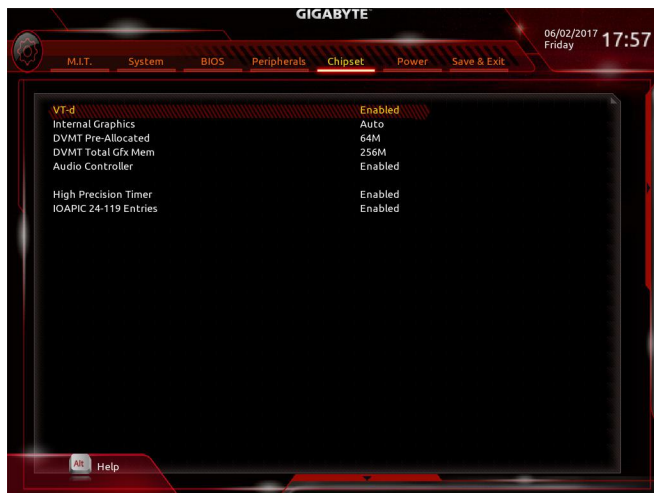 GIGABYTE™
06/02/2017
Friday
17:57
M.I.T. System BIOS Peripherals Chipset Power Save & Exit
VT-d Enabled
Internal Graphics Auto
DVMT Pre-Allocated 64M
DVMT Total Gfx Mem 256M
Audio Controller Enabled
High Precision Timer Enabled
IOAPIC 24-119 Entries Enabled
Alt Help